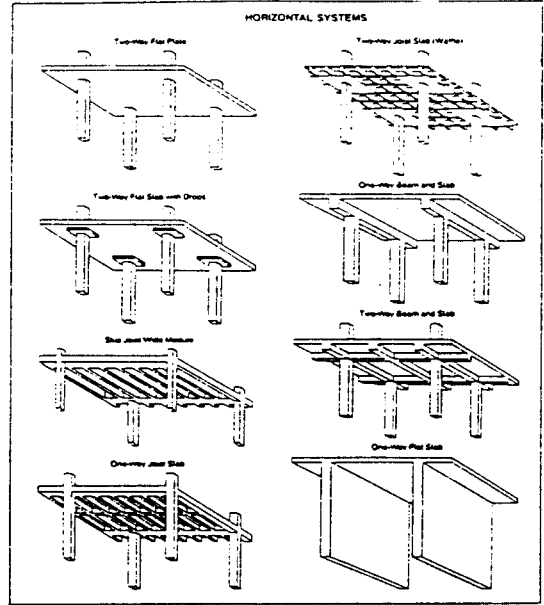 HORIZONTAL SYSTEMS
Two-Way Flat Plate
Two-Way Joist Slab (Waffle)
Two-Way Flat Slab with Drops
One-Way Beam and Slab
Joist Wide Module
Two-Way Beam and Slab
One-Way Joist Slab
One-Way Flat Slab